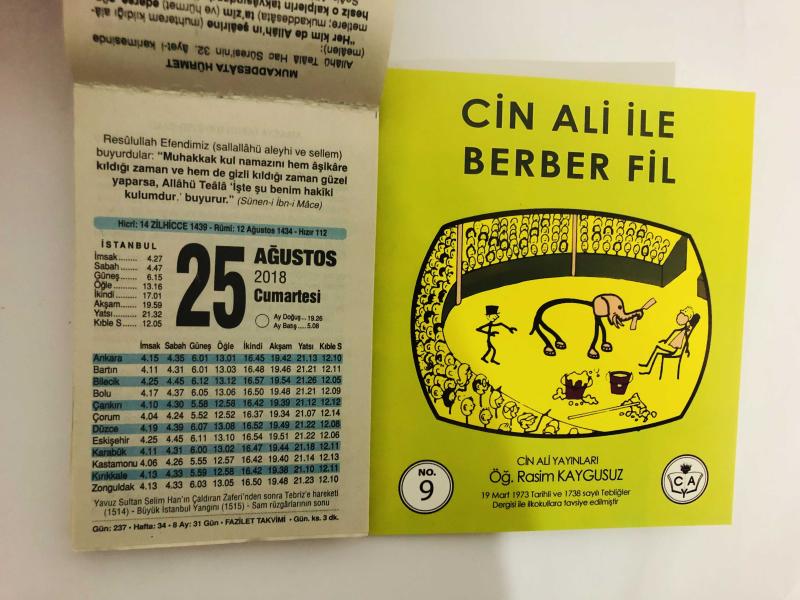 hesiz o kalplerin takvâsındandır
metlere; mukaddesâta) ta'zîm (ve hürmet) ederse
"Her kim de Allâh'ın şeâirine (muhterem kıldığı alâ-
(meâlen):
Allâhü Teâlâ Hac Sûresi'nin 32. âyet-i kerîmesinde
MUKADDESÂTA HÜRMET
Resûlullah Efendimiz (sallallâhü aleyhi ve sellem)
buyurdular: "Muhakkak kul namazını hem âşikâre
kıldığı zaman ve hem de gizli kıldığı zaman güzel
yaparsa, Allâhü Teâlâ 'İşte şu benim hakîki
kulumdur.' buyurur." (Sünen-i İbn-i Mâce)
Hicrî: 14 ZİLHİCCE 1439 - Rûmî: 12 Ağustos 1434 - Hızır 112
İSTANBUL
İmsak........ 4.27
Sabah....... 4.47
Güneş....... 6.15
Öğle......... 13.16
İkindi........ 17.01
Akşam...... 19.59
Yatsı......... 21.32
Kıble S..... 12.05
25
AĞUSTOS
2018
Cumartesi
Ay Doğuş .. 19.26
Ay Batış ..... 5.08
İmsak Sabah Güneş Öğle İkindi Akşam Yatsı Kıble S
Ankara 4.15 4.35 6.01 13.01 16.45 19.42 21.13 12.10
Bartın 4.11 4.31 6.01 13.03 16.48 19.46 21.21 12.11
Bilecik 4.25 4.45 6.12 13.12 16.57 19.54 21.26 12.05
Bolu 4.17 4.37 6.05 13.06 16.50 19.48 21.21 12.09
Çankırı 4.10 4.30 5.58 12.58 16.42 19.39 21.12 12.12
Çorum 4.04 4.24 5.52 12.52 16.37 19.34 21.07 12.14
Düzce 4.19 4.39 6.07 13.08 16.52 19.49 21.22 12.08
Eskişehir 4.25 4.45 6.11 13.10 16.54 19.51 21.22 12.06
Karabük 4.11 4.31 6.00 13.02 16.47 19.44 21.18 12.11
Kastamonu 4.06 4.26 5.55 12.57 16.42 19.40 21.14 12.13
Kırıkkale 4.13 4.33 5.59 12.58 16.42 19.38 21.10 12.11
Zonguldak 4.13 4.33 6.03 13.05 16.50 19.48 21.23 12.10
Yavuz Sultan Selim Han'ın Çaldıran Zaferi'nden sonra Tebriz'e hareketi
(1514) - Büyük İstanbul Yangını (1515) - Sam rüzgârlarının sonu
Gün: 237 • Hafta: 34 • 8 Ay: 31 Gün • FAZİLET TAKVİMİ • Gün. ks. 3 dk.
CİN ALİ İLE
BERBER FİL
CİN ALİ YAYINLARI
Öğ. Rasim KAYGUSUZ
19 Mart 1973 Tarihli ve 1738 sayılı Tebliğler
Dergisi ile ilkokullara tavsiye edilmiştir
NO.
9
C A
Y